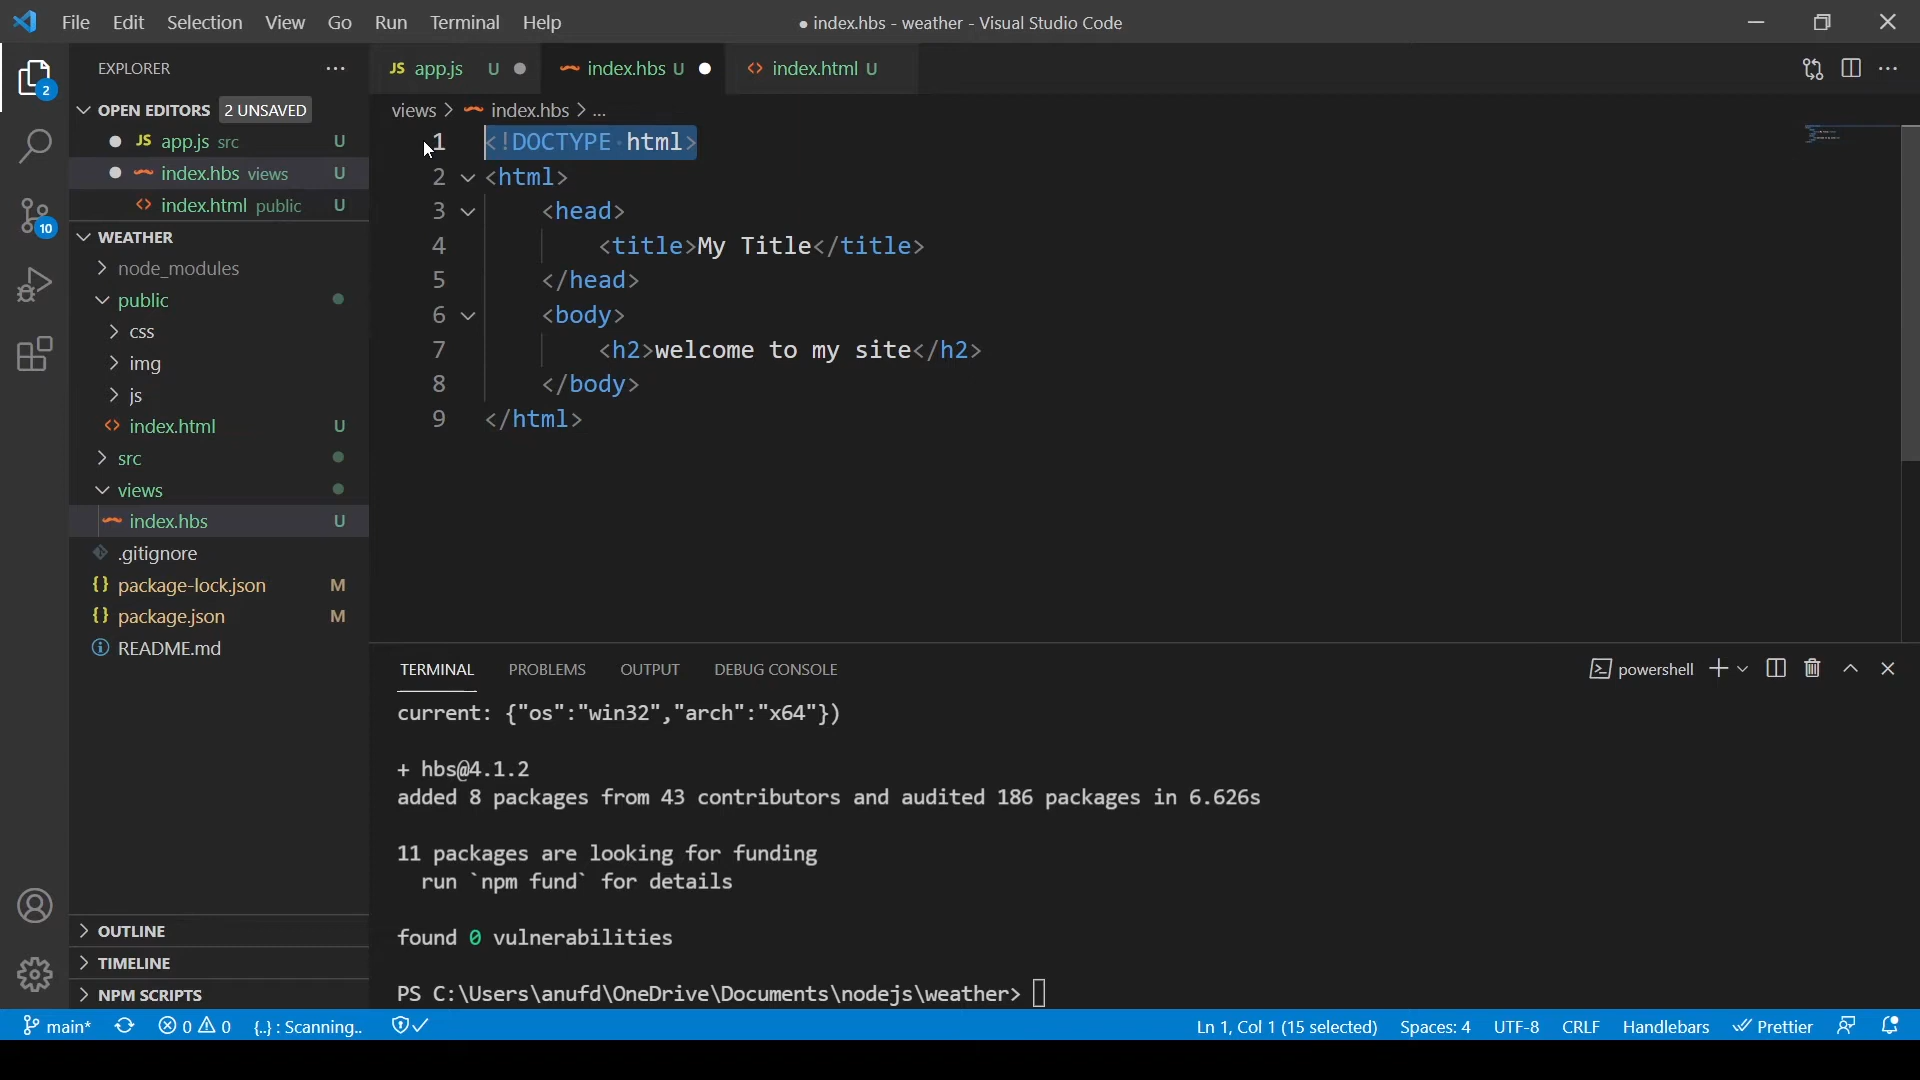 File Edit Selection View Go Run Terminal Help
● index.hbs - weather - Visual Studio Code
EXPLORER
2
10
OPEN EDITORS 2 UNSAVED
JS app.js src U
index.hbs views U
index.html public U
WEATHER
node_modules
public
css
img
js
index.html U
src
views
index.hbs U
.gitignore
{} package-lock.json M
{} package.json M
README.md
OUTLINE
TIMELINE
NPM SCRIPTS
JS app.js U index.hbs U index.html U
views > index.hbs > ...
1 <!DOCTYPE html>
2 <html>
3 <head>
4 <title>My Title</title>
5 </head>
6 <body>
7 <h2>welcome to my site</h2>
8 </body>
9 </html>
TERMINAL PROBLEMS OUTPUT DEBUG CONSOLE
powershell
current: {"os":"win32","arch":"x64"})
+ hbs@4.1.2
added 8 packages from 43 contributors and audited 186 packages in 6.626s
11 packages are looking for funding
run `npm fund` for details
found 0 vulnerabilities
PS C:\Users\anufd\OneDrive\Documents\nodejs\weather>
main* 0 0 {..} : Scanning.. Ln 1, Col 1 (15 selected) Spaces: 4 UTF-8 CRLF Handlebars Prettier